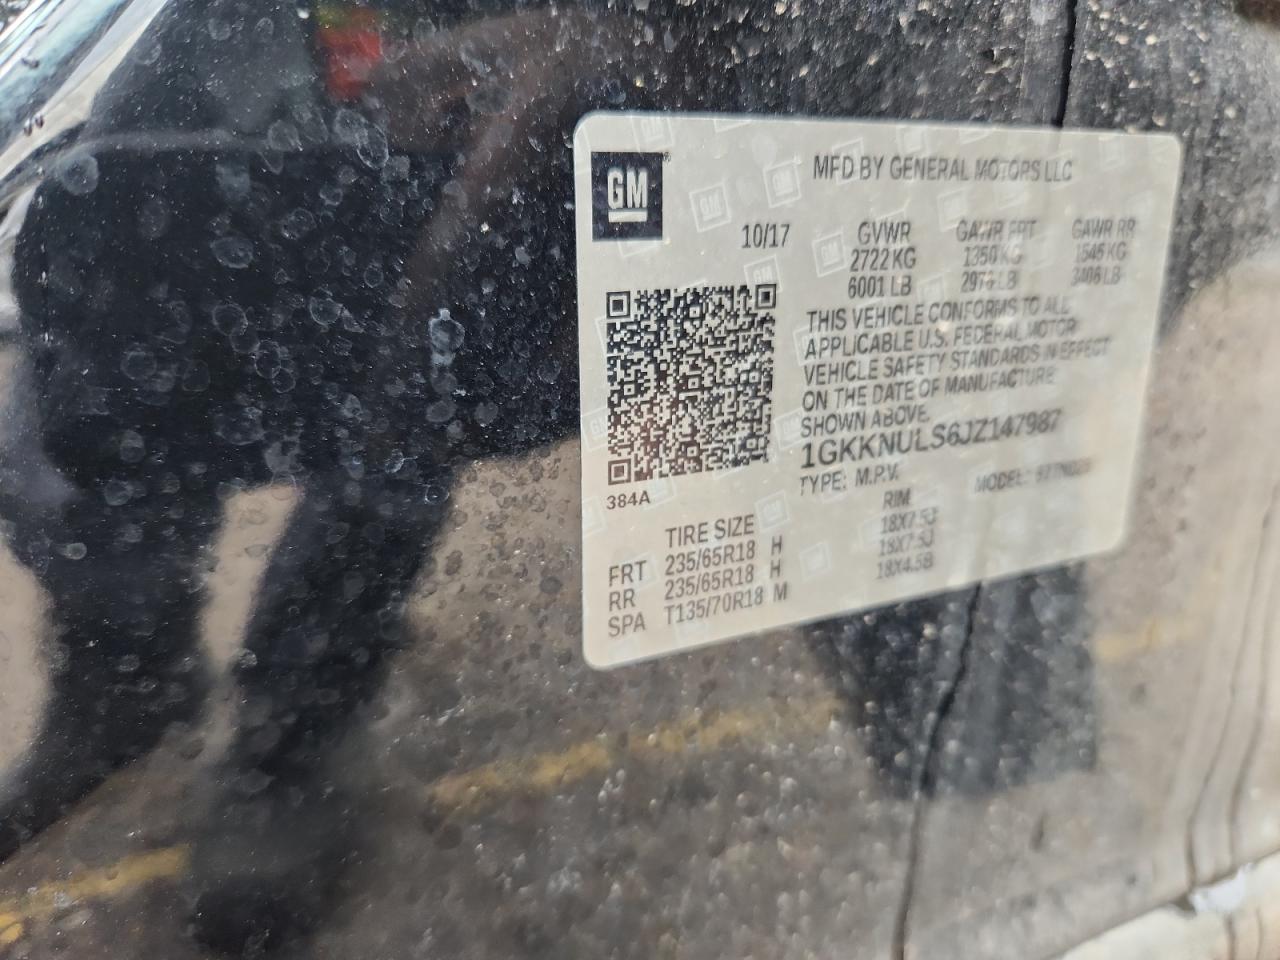 GM
MFD BY GENERAL MOTORS LLC
10/17 GVWR GAWR FRT GAWR RR
2722 KG 1350 KG 1545 KG
6001 LB 2976 LB 3406 LB
THIS VEHICLE CONFORMS TO ALL
APPLICABLE U.S. FEDERAL MOTOR
VEHICLE SAFETY STANDARDS IN EFFECT
ON THE DATE OF MANUFACTURE
SHOWN ABOVE.
1GKKNULS6JZ147987
TYPE: M.P.V. MODEL:
384A
TIRE SIZE RIM
FRT 235/65R18 H 18X7.5J
RR 235/65R18 H 18X7.5J
SPA T135/70R18 M 18X4.5B